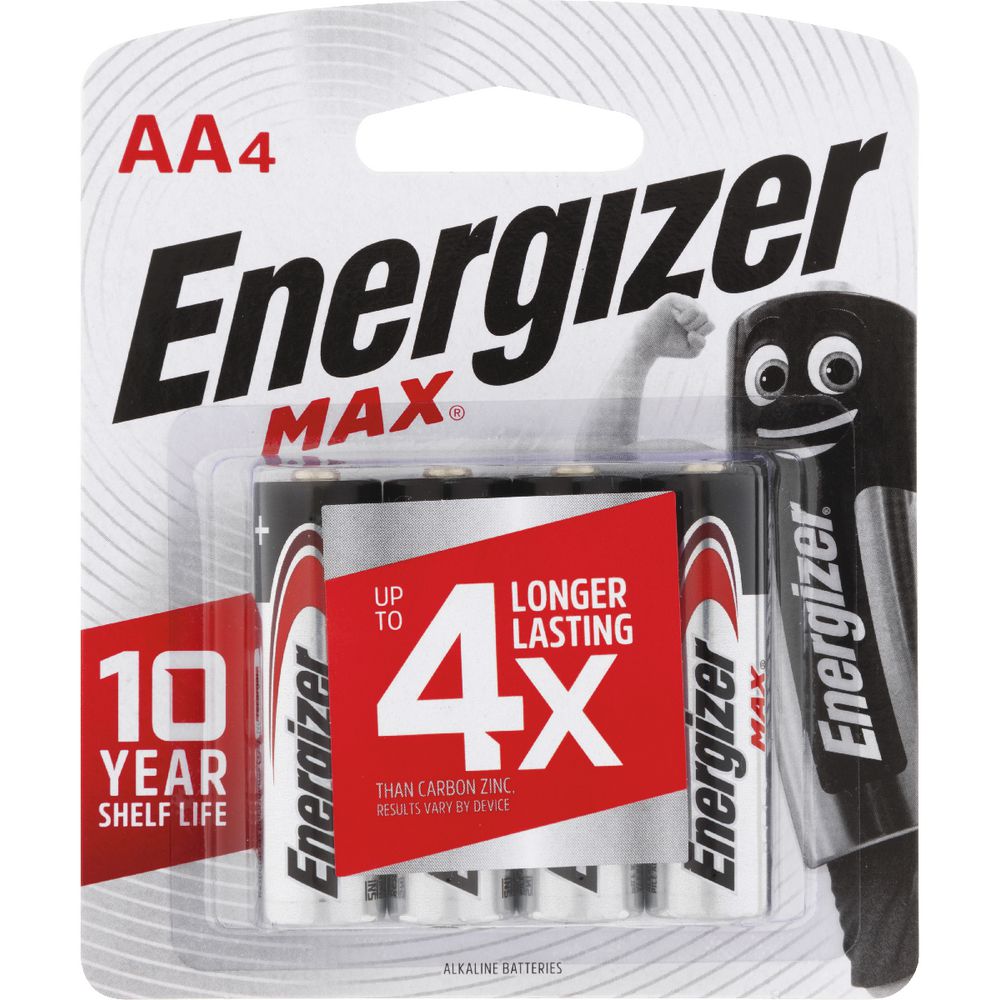 AA4
Energizer
MAX®
+
UP TO
4X
LONGER
LASTING
THAN CARBON ZINC.
RESULTS VARY BY DEVICE
10
YEAR
SHELF LIFE
Energizer
Energizer
MAX®
Energizer®
ALKALINE BATTERIES